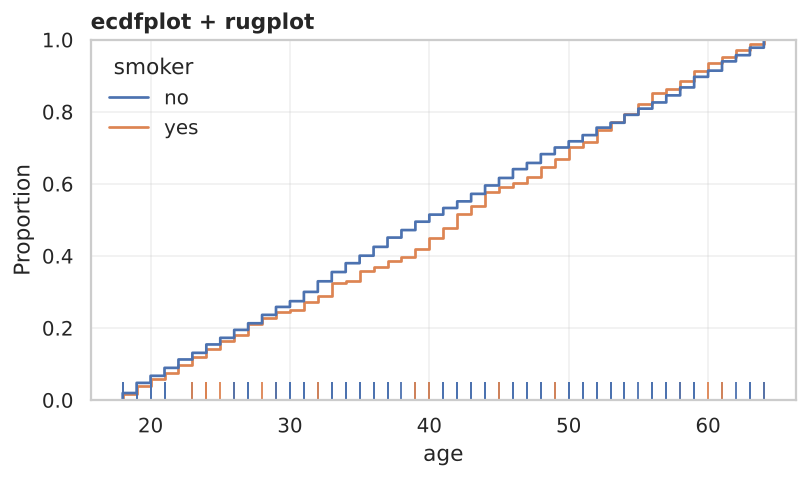 ecdfplot + rugplot
smoker
no
yes
Proportion
1.0
0.8
0.6
0.4
0.2
0.0
20 30 40 50 60
age